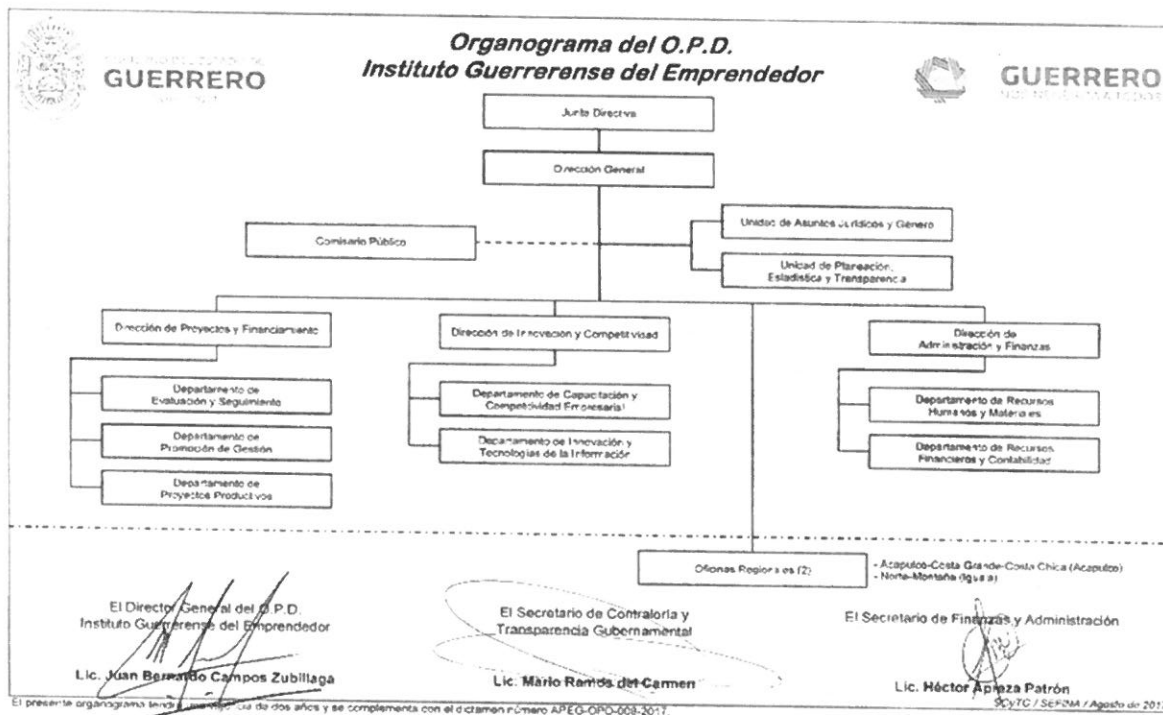 Organograma del O.P.D.
Instituto Guerrerense del Emprendedor
GUERRERO
GUERRERO
Junta Directiva
Dirección General
Comisario Público
Unidad de Asuntos Jurídicos y Género
Unidad de Planeación,
Estadística y Transparencia
Dirección de Proyectos y Financiamiento
Dirección de Innovación y Competitividad
Dirección de
Administración y Finanzas
Departamento de
Evaluación y Seguimiento
Departamento de
Promoción de Gestión
Departamento de
Proyectos Productivos
Departamento de Capacitación y
Competitividad Empresarial
Departamento de Innovación y
Tecnologías de la Información
Departamento de Recursos
Humanos y Materiales
Departamento de Recursos
Financieros y Contabilidad
Oficinas Regionales (2)
- Acapulco-Costa Grande-Costa Chica (Acapulco)
- Norte-Montaña (Iguala)
El Director General del O.P.D.
Instituto Guerrerense del Emprendedor
Lic. Juan Bernardo Campos Zubillaga
El Secretario de Contraloría y
Transparencia Gubernamental
Lic. Mario Ramos del Carmen
El Secretario de Finanzas y Administración
Lic. Héctor Apreza Patrón
El presente organograma tendrá una vigencia de dos años y se complementa con el dictamen número APEG-OPD-009-2017.
SCyTG / SEFINA / Agosto de 2017